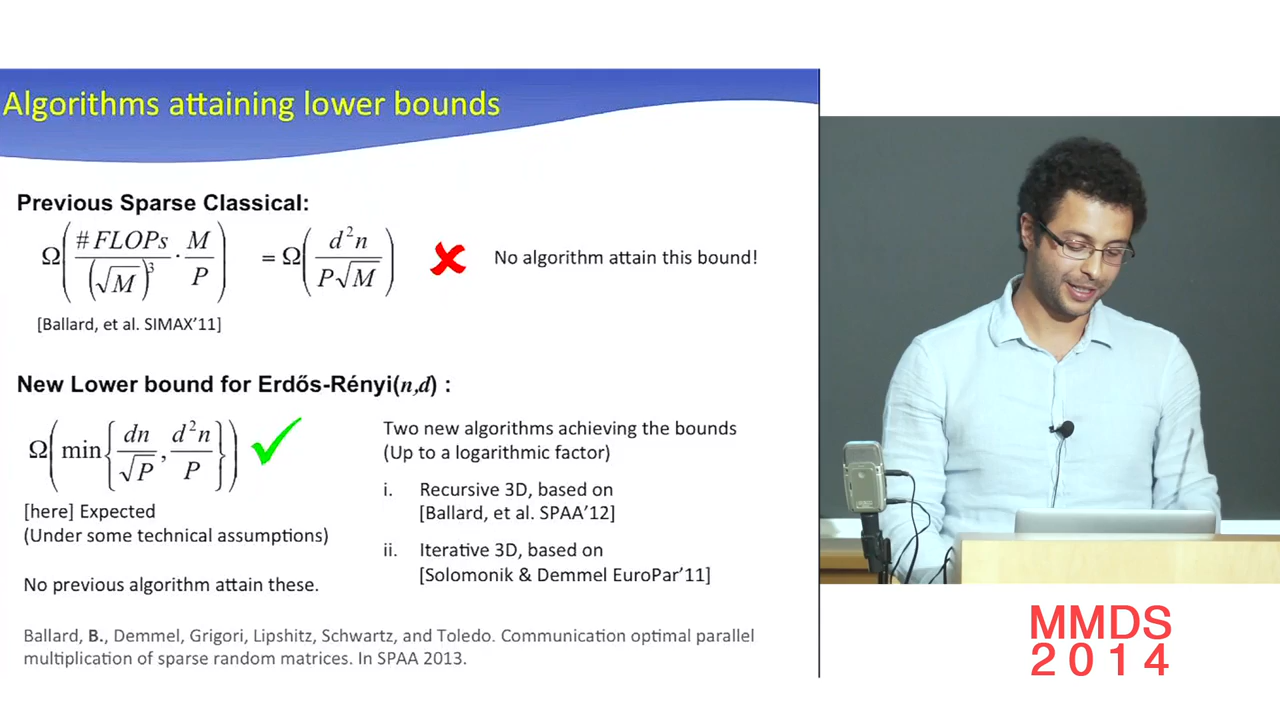 Algorithms attaining lower bounds
Previous Sparse Classical:
Ω( #FLOPs / (√M)³ · M / P ) = Ω( d²n / P√M )
No algorithm attain this bound!
[Ballard, et al. SIMAX'11]
New Lower bound for Erdős-Rényi(n,d) :
Ω( min { dn / √P , d²n / P } )
[here] Expected
(Under some technical assumptions)
No previous algorithm attain these.
Two new algorithms achieving the bounds
(Up to a logarithmic factor)
i. Recursive 3D, based on
[Ballard, et al. SPAA'12]
ii. Iterative 3D, based on
[Solomonik & Demmel EuroPar'11]
Ballard, B., Demmel, Grigori, Lipshitz, Schwartz, and Toledo. Communication optimal parallel
multiplication of sparse random matrices. In SPAA 2013.
MMDS
2014